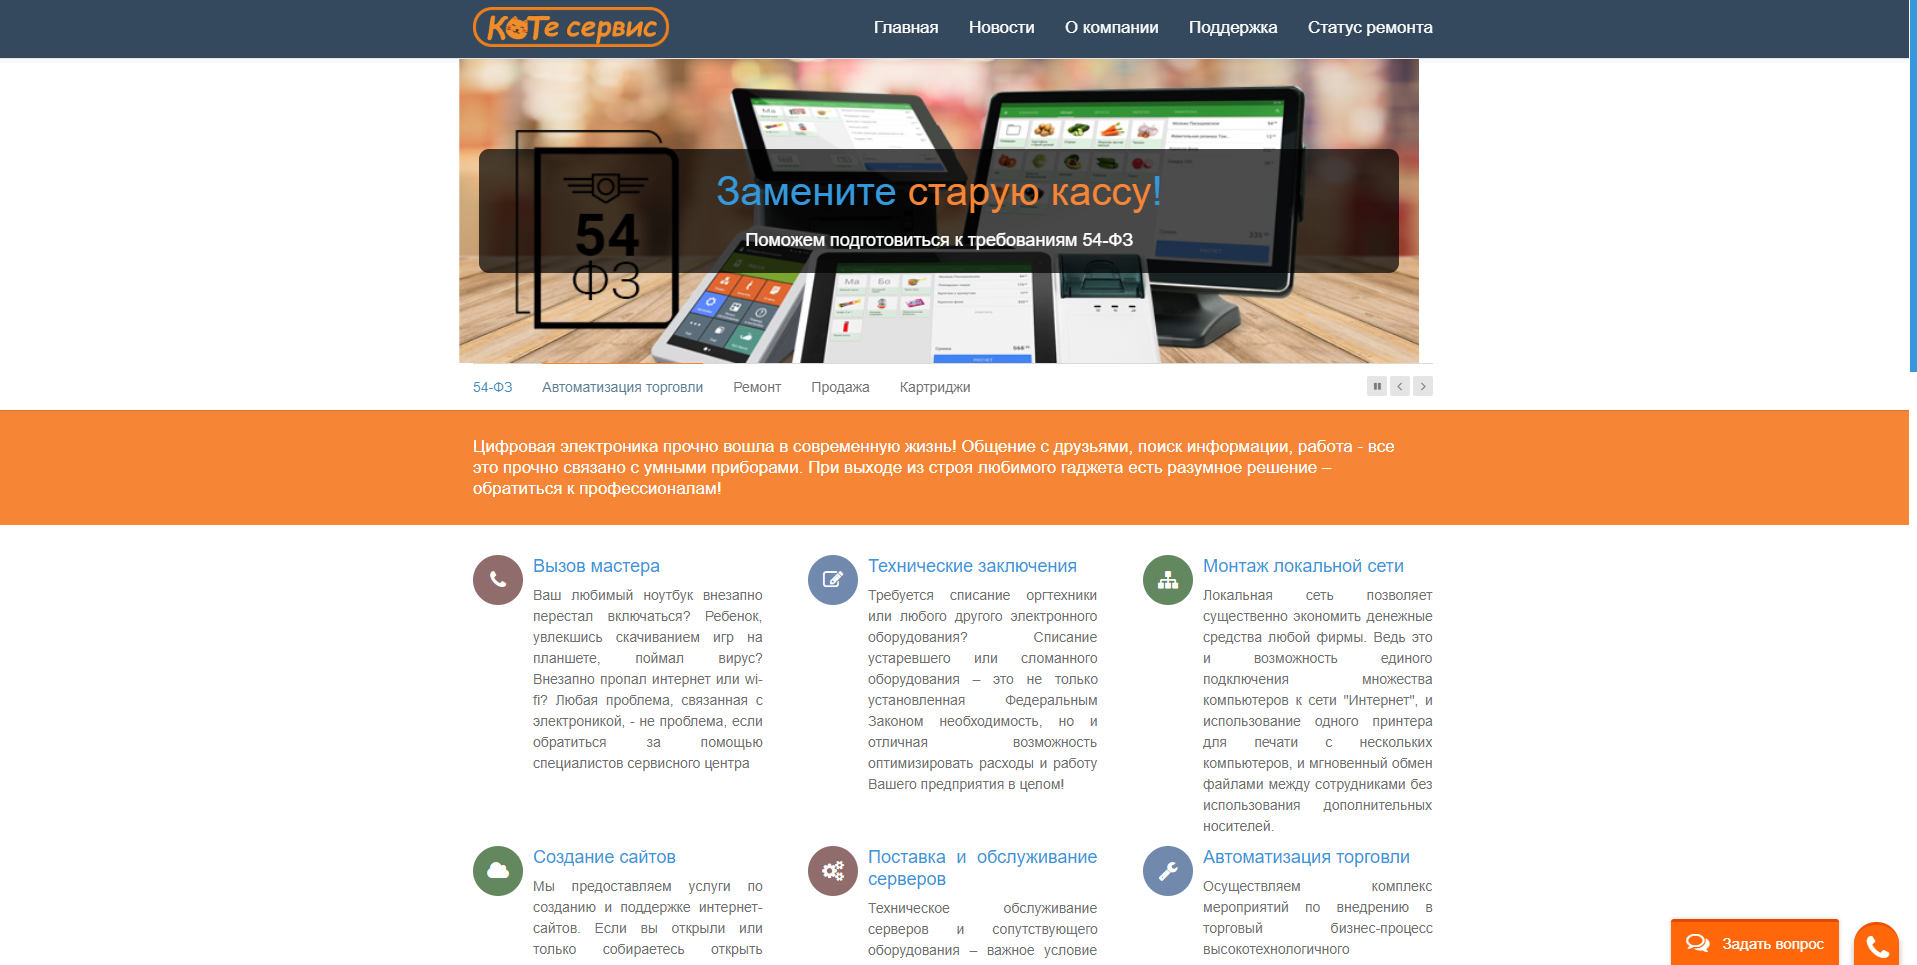 КоТе сервис
Главная Новости О компании Поддержка Статус ремонта
Замените старую кассу!
Поможем подготовиться к требованиям 54-ФЗ
54
ФЗ
54-ФЗ Автоматизация торговли Ремонт Продажа Картриджи
Цифровая электроника прочно вошла в современную жизнь! Общение с друзьями, поиск информации, работа - все
это прочно связано с умными приборами. При выходе из строя любимого гаджета есть разумное решение –
обратиться к профессионалам!
Вызов мастера
Ваш любимый ноутбук внезапно
перестал включаться? Ребенок,
увлекшись скачиванием игр на
планшете, поймал вирус?
Внезапно пропал интернет или wi-
fi? Любая проблема, связанная с
электроникой, - не проблема, если
обратиться за помощью
специалистов сервисного центра
Технические заключения
Требуется списание оргтехники
или любого другого электронного
оборудования? Списание
устаревшего или сломанного
оборудования – это не только
установленная Федеральным
Законом необходимость, но и
отличная возможность
оптимизировать расходы и работу
Вашего предприятия в целом!
Монтаж локальной сети
Локальная сеть позволяет
существенно экономить денежные
средства любой фирмы. Ведь это
и возможность единого
подключения множества
компьютеров к сети "Интернет", и
использование одного принтера
для печати с нескольких
компьютеров, и мгновенный обмен
файлами между сотрудниками без
использования дополнительных
носителей.
Создание сайтов
Мы предоставляем услуги по
созданию и поддержке интернет-
сайтов. Если вы открыли или
только собираетесь открыть
Поставка и обслуживание
серверов
Техническое обслуживание
серверов и сопутствующего
оборудования – важное условие
Автоматизация торговли
Осуществляем комплекс
мероприятий по внедрению в
торговый бизнес-процесс
высокотехнологичного
Задать вопрос